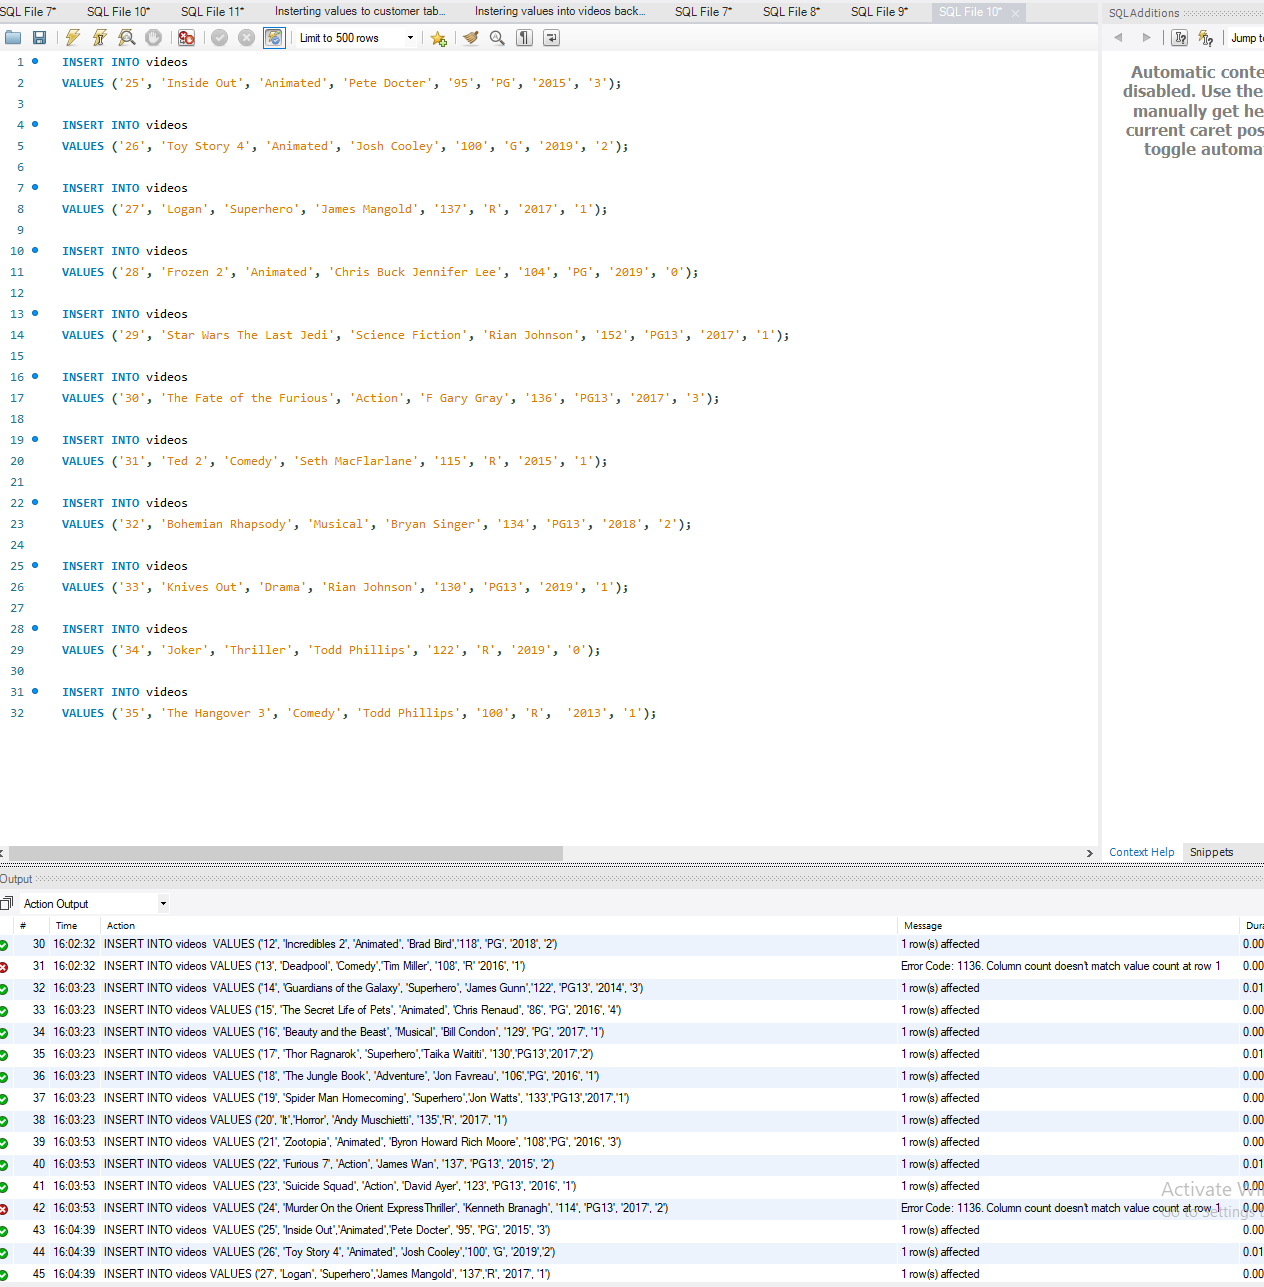 SQL File 7* SQL File 10* SQL File 11* Insterting values to customer tab... Instering values into videos back... SQL File 7* SQL File 8* SQL File 9* SQL File 10* SQLAdditions
Limit to 500 rows Jump to
1 INSERT INTO videos
2 VALUES ('25', 'Inside Out', 'Animated', 'Pete Docter', '95', 'PG', '2015', '3');
3
4 INSERT INTO videos
5 VALUES ('26', 'Toy Story 4', 'Animated', 'Josh Cooley', '100', 'G', '2019', '2');
6
7 INSERT INTO videos
8 VALUES ('27', 'Logan', 'Superhero', 'James Mangold', '137', 'R', '2017', '1');
9
10 INSERT INTO videos
11 VALUES ('28', 'Frozen 2', 'Animated', 'Chris Buck Jennifer Lee', '104', 'PG', '2019', '0');
12
13 INSERT INTO videos
14 VALUES ('29', 'Star Wars The Last Jedi', 'Science Fiction', 'Rian Johnson', '152', 'PG13', '2017', '1');
15
16 INSERT INTO videos
17 VALUES ('30', 'The Fate of the Furious', 'Action', 'F Gary Gray', '136', 'PG13', '2017', '3');
18
19 INSERT INTO videos
20 VALUES ('31', 'Ted 2', 'Comedy', 'Seth MacFlarlane', '115', 'R', '2015', '1');
21
22 INSERT INTO videos
23 VALUES ('32', 'Bohemian Rhapsody', 'Musical', 'Bryan Singer', '134', 'PG13', '2018', '2');
24
25 INSERT INTO videos
26 VALUES ('33', 'Knives Out', 'Drama', 'Rian Johnson', '130', 'PG13', '2019', '1');
27
28 INSERT INTO videos
29 VALUES ('34', 'Joker', 'Thriller', 'Todd Phillips', '122', 'R', '2019', '0');
30
31 INSERT INTO videos
32 VALUES ('35', 'The Hangover 3', 'Comedy', 'Todd Phillips', '100', 'R',  '2013', '1');
Automatic conte
disabled. Use the
manually get he
current caret pos
toggle automa
Context Help Snippets
Output
Action Output
# Time Action Message Dura
30 16:02:32 INSERT INTO videos  VALUES ('12', 'Incredibles 2', 'Animated', 'Brad Bird','118', 'PG', '2018', '2') 1 row(s) affected 0.00
31 16:02:32 INSERT INTO videos VALUES ('13', 'Deadpool', 'Comedy','Tim Miller', '108', 'R' '2016', '1') Error Code: 1136. Column count doesn't match value count at row 1 0.00
32 16:03:23 INSERT INTO videos  VALUES ('14', 'Guardians of the Galaxy', 'Superhero', 'James Gunn','122', 'PG13', '2014', '3') 1 row(s) affected 0.01
33 16:03:23 INSERT INTO videos VALUES ('15', 'The Secret Life of Pets', 'Animated', 'Chris Renaud', '86', 'PG', '2016', '4') 1 row(s) affected 0.00
34 16:03:23 INSERT INTO videos  VALUES ('16', 'Beauty and the Beast', 'Musical', 'Bill Condon', '129', 'PG', '2017', '1') 1 row(s) affected 0.00
35 16:03:23 INSERT INTO videos  VALUES ('17', 'Thor Ragnarok', 'Superhero','Taika Waititi', '130','PG13','2017','2') 1 row(s) affected 0.01
36 16:03:23 INSERT INTO videos  VALUES ('18', 'The Jungle Book', 'Adventure', 'Jon Favreau', '106','PG', '2016', '1') 1 row(s) affected 0.00
37 16:03:23 INSERT INTO videos  VALUES ('19', 'Spider Man Homecoming', 'Superhero','Jon Watts', '133','PG13','2017','1') 1 row(s) affected 0.00
38 16:03:23 INSERT INTO videos VALUES ('20', 'It','Horror', 'Andy Muschietti', '135','R', '2017', '1') 1 row(s) affected 0.00
39 16:03:53 INSERT INTO videos  VALUES ('21', 'Zootopia', 'Animated', 'Byron Howard Rich Moore', '108','PG', '2016', '3') 1 row(s) affected 0.00
40 16:03:53 INSERT INTO videos  VALUES ('22', 'Furious 7', 'Action', 'James Wan', '137', 'PG13', '2015', '2') 1 row(s) affected 0.01
41 16:03:53 INSERT INTO videos  VALUES ('23', 'Suicide Squad', 'Action', 'David Ayer', '123', 'PG13', '2016', '1') 1 row(s) affected 0.00
42 16:03:53 INSERT INTO videos  VALUES ('24', 'Murder On the Orient ExpressThriller', 'Kenneth Branagh', '114', 'PG13', '2017', '2') Error Code: 1136. Column count doesn't match value count at row 1 0.00
43 16:04:39 INSERT INTO videos  VALUES ('25', 'Inside Out','Animated','Pete Docter', '95', 'PG', '2015', '3') 1 row(s) affected 0.00
44 16:04:39 INSERT INTO videos  VALUES ('26', 'Toy Story 4', 'Animated', 'Josh Cooley','100', 'G', '2019','2') 1 row(s) affected 0.01
45 16:04:39 INSERT INTO videos VALUES ('27', 'Logan', 'Superhero','James Mangold', '137','R', '2017', '1') 1 row(s) affected 0.00
Activate Wi
Go to Settings t